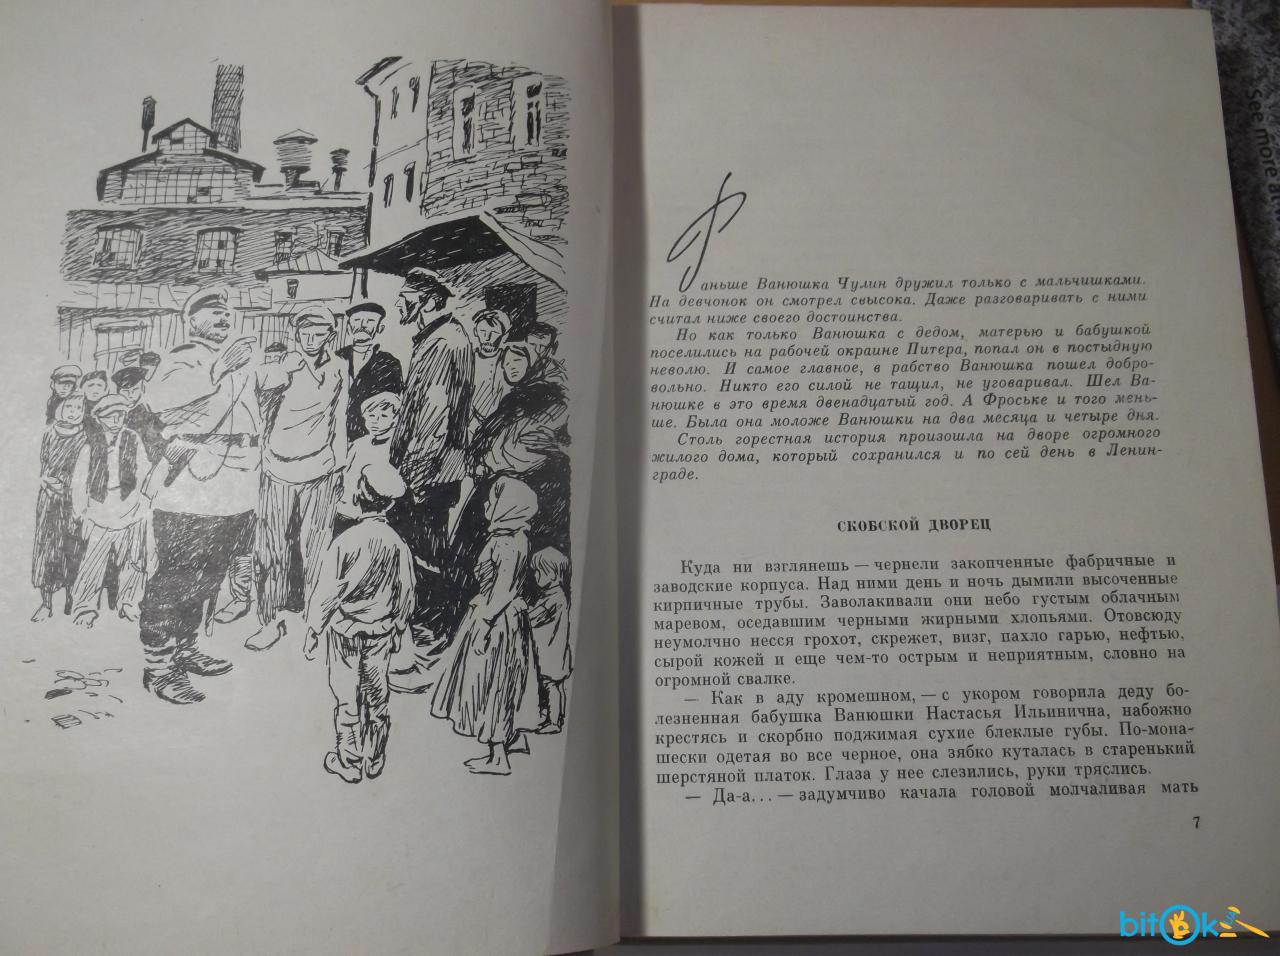 Раньше Ванюшка Чулин дружил только с мальчишками.
На девчонок он смотрел свысока. Даже разговаривать с ними
считал ниже своего достоинства.
Но как только Ванюшка с дедом, матерью и бабушкой
поселились на рабочей окраине Питера, попал он в постыдную
неволю. И самое главное, в рабство Ванюшка пошел добро-
вольно. Никто его силой не тащил, не уговаривал. Шел Ва-
нюшке в это время двенадцатый год. А Фроське и того мень-
ше. Была она моложе Ванюшки на два месяца и четыре дня.
Столь горестная история произошла на дворе огромного
жилого дома, который сохранился и по сей день в Ленин-
граде.
СКОБСКОЙ ДВОРЕЦ
Куда ни взглянешь — чернели закопченные фабричные и
заводские корпуса. Над ними день и ночь дымили высоченные
кирпичные трубы. Заволакивали они небо густым облачным
маревом, оседавшим черными жирными хлопьями. Отовсюду
неумолчно несся грохот, скрежет, визг, пахло гарью, нефтью,
сырой кожей и еще чем-то острым и неприятным, словно на
огромной свалке.
— Как в аду кромешном, — с укором говорила деду бо-
лезненная бабушка Ванюшки Настасья Ильинична, набожно
крестясь и скорбно поджимая сухие блеклые губы. По-мона-
шески одетая во все черное, она зябко куталась в старенький
шерстяной платок. Глаза у нее слезились, руки тряслись.
— Да-а... — задумчиво качала головой молчаливая мать
7
See more at
bitOk